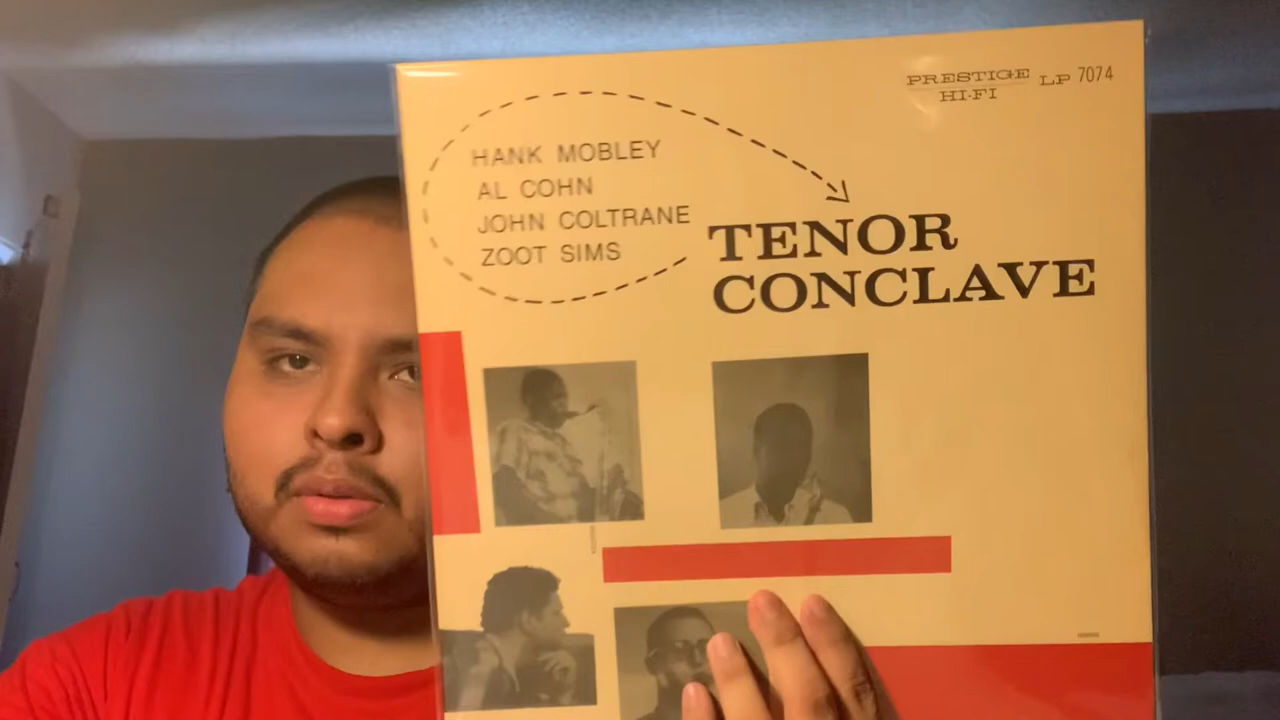 PRESTIGE LP 7074
HI-FI
HANK MOBLEY
AL COHN
JOHN COLTRANE
ZOOT SIMS
TENOR
CONCLAVE